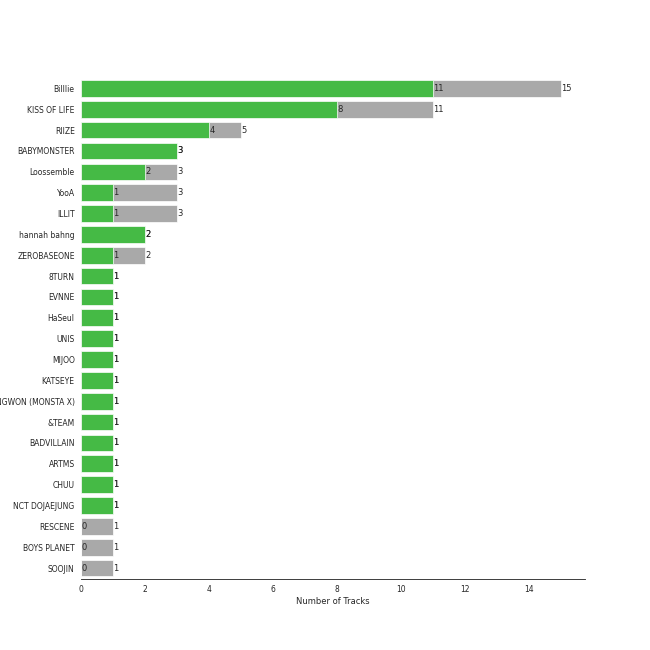 Billlie 11 15
KISS OF LIFE 8 11
RIIZE 4 5
BABYMONSTER 3
Loossemble 2 3
YooA 1 3
ILLIT 1 3
hannah bahng 2
ZEROBASEONE 1 2
8TURN 1
EVNNE 1
HaSeul 1
UNIS 1
MIJOO 1
KATSEYE 1
NGWON (MONSTA X) 1
&TEAM 1
BADVILLAIN 1
ARTMS 1
CHUU 1
NCT DOJAEJUNG 1
RESCENE 0 1
BOYS PLANET 0 1
SOOJIN 0 1
0 2 4 6 8 10 12 14
Number of Tracks